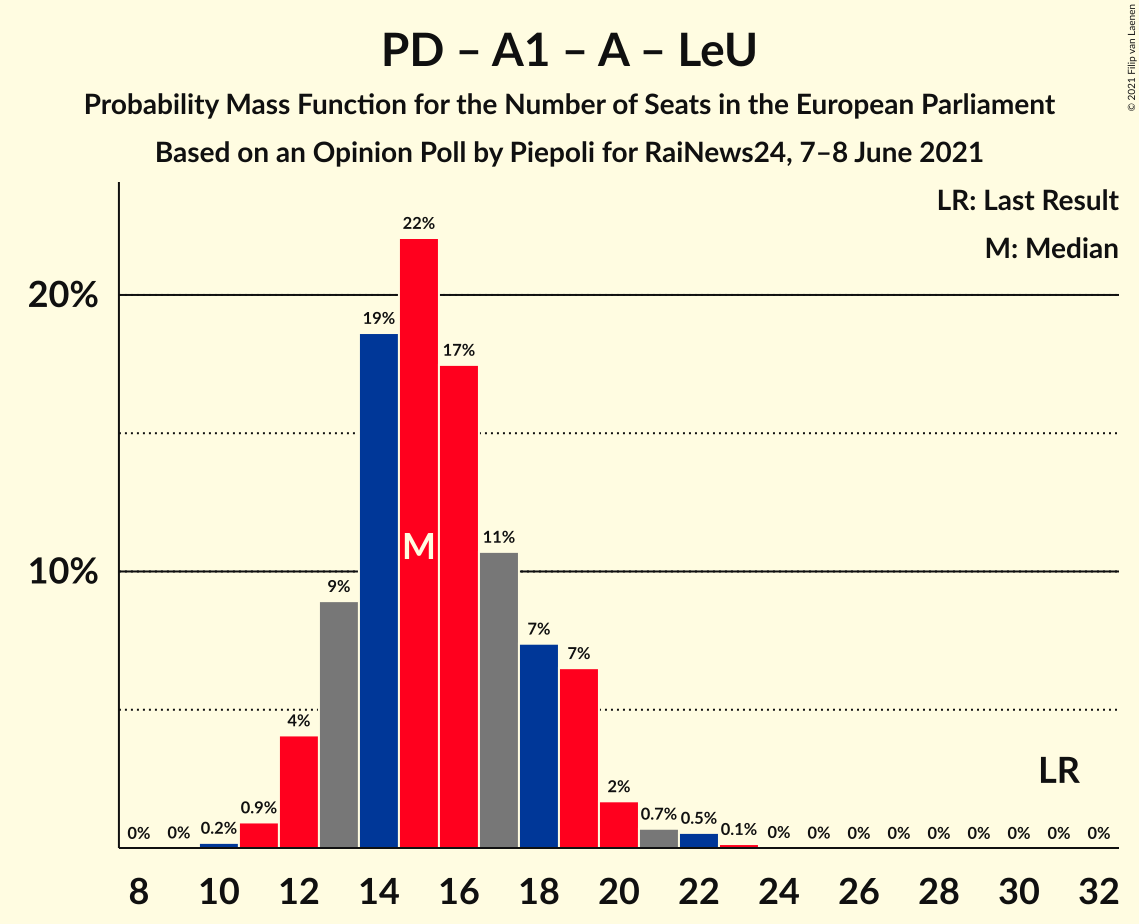 PD – A1 – A – LeU
Probability Mass Function for the Number of Seats in the European Parliament
Based on an Opinion Poll by Piepoli for RaiNews24, 7–8 June 2021
© 2021 Filip van Laenen
LR: Last Result
M: Median
20%
10%
0% 0% 0.2% 0.9% 4% 9% 19% 22% 17% 11% 7% 7% 2% 0.7% 0.5% 0.1% 0% 0% 0% 0% 0% 0% 0% 0% 0%
M
LR
8 10 12 14 16 18 20 22 24 26 28 30 32